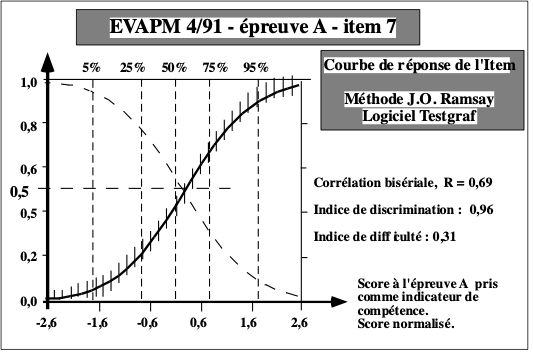 EVAPM 4/91 - épreuve A - item 7
Courbe de réponse de l'Item
Méthode J.O. Ramsay
Logiciel Testgraf
5% 25% 50% 75% 95%
1,0
0,8
0,6
0,5
0,5
0,2
0,0
-2,6 -1,6 -0,6 0,6 1,6 2,6
Corrélation bisériale, R = 0,69
Indice de discrimination : 0,96
Indice de difficulté : 0,31
Score à l'épreuve A pris
comme indicateur de
compétence.
Score normalisé.